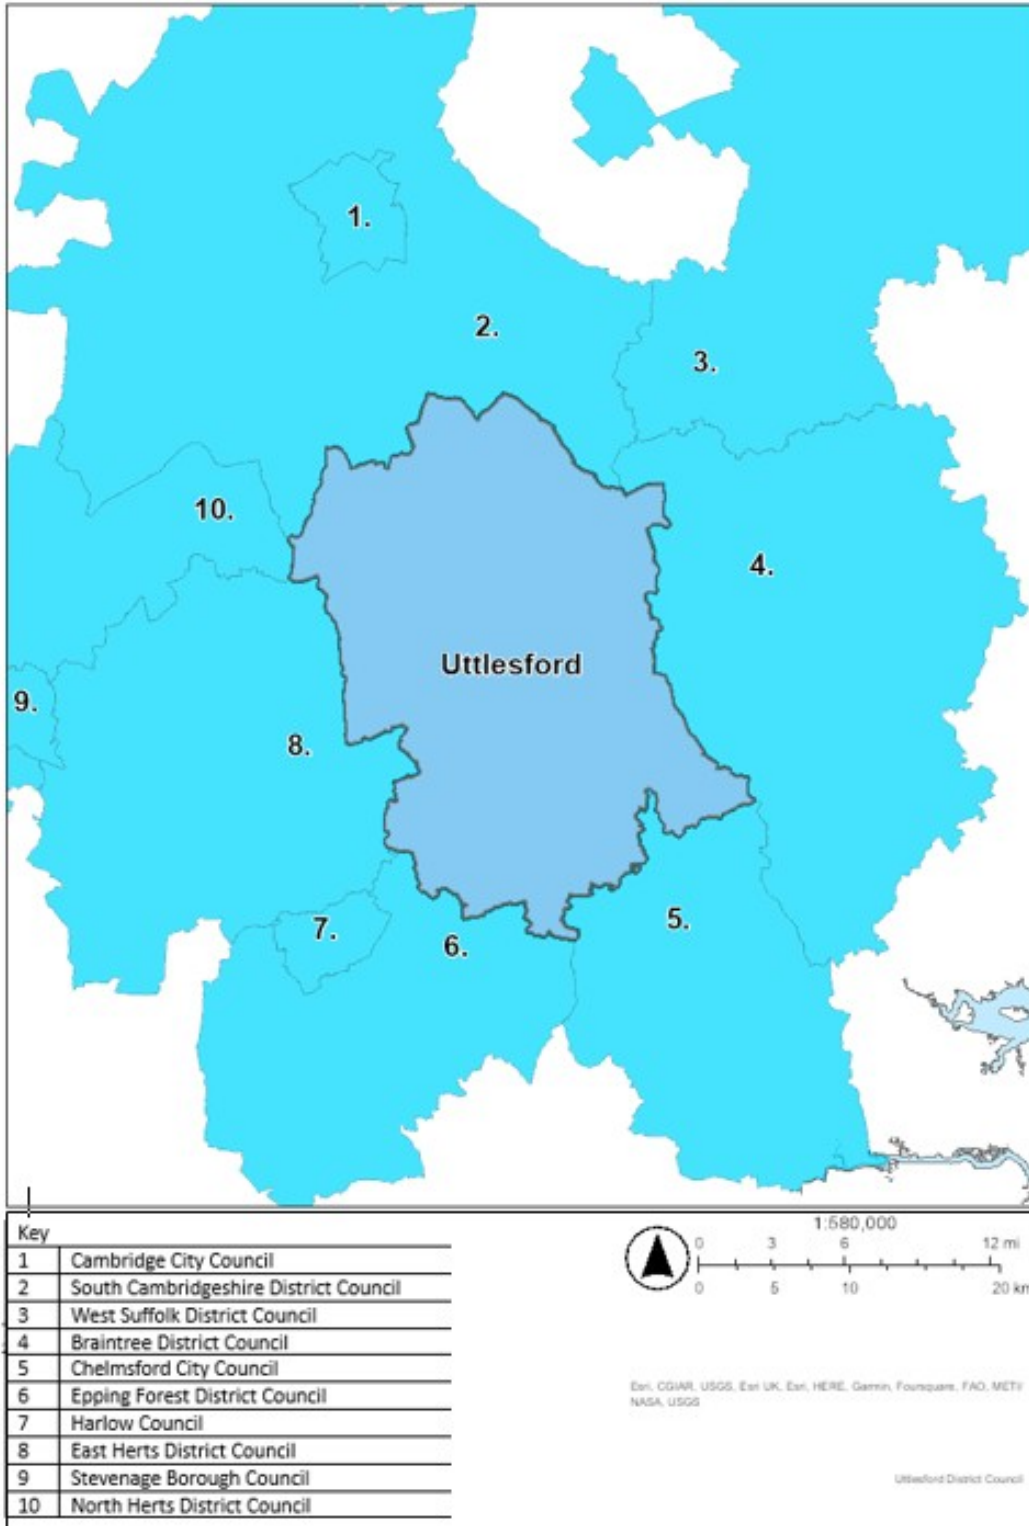 1.
2.
3.
10.
4.
Uttlesford
9.
8.
5.
7.
6.
Key
1 Cambridge City Council
2 South Cambridgeshire District Council
3 West Suffolk District Council
4 Braintree District Council
5 Chelmsford City Council
6 Epping Forest District Council
7 Harlow Council
8 East Herts District Council
9 Stevenage Borough Council
10 North Herts District Council
1:580,000
0 3 6 12 mi
0 5 10 20 km
Esri, CGIAR, USGS, Esri UK, Esri, HERE, Garmin, Foursquare, FAO, METI/
NASA, USGS
Uttlesford District Council